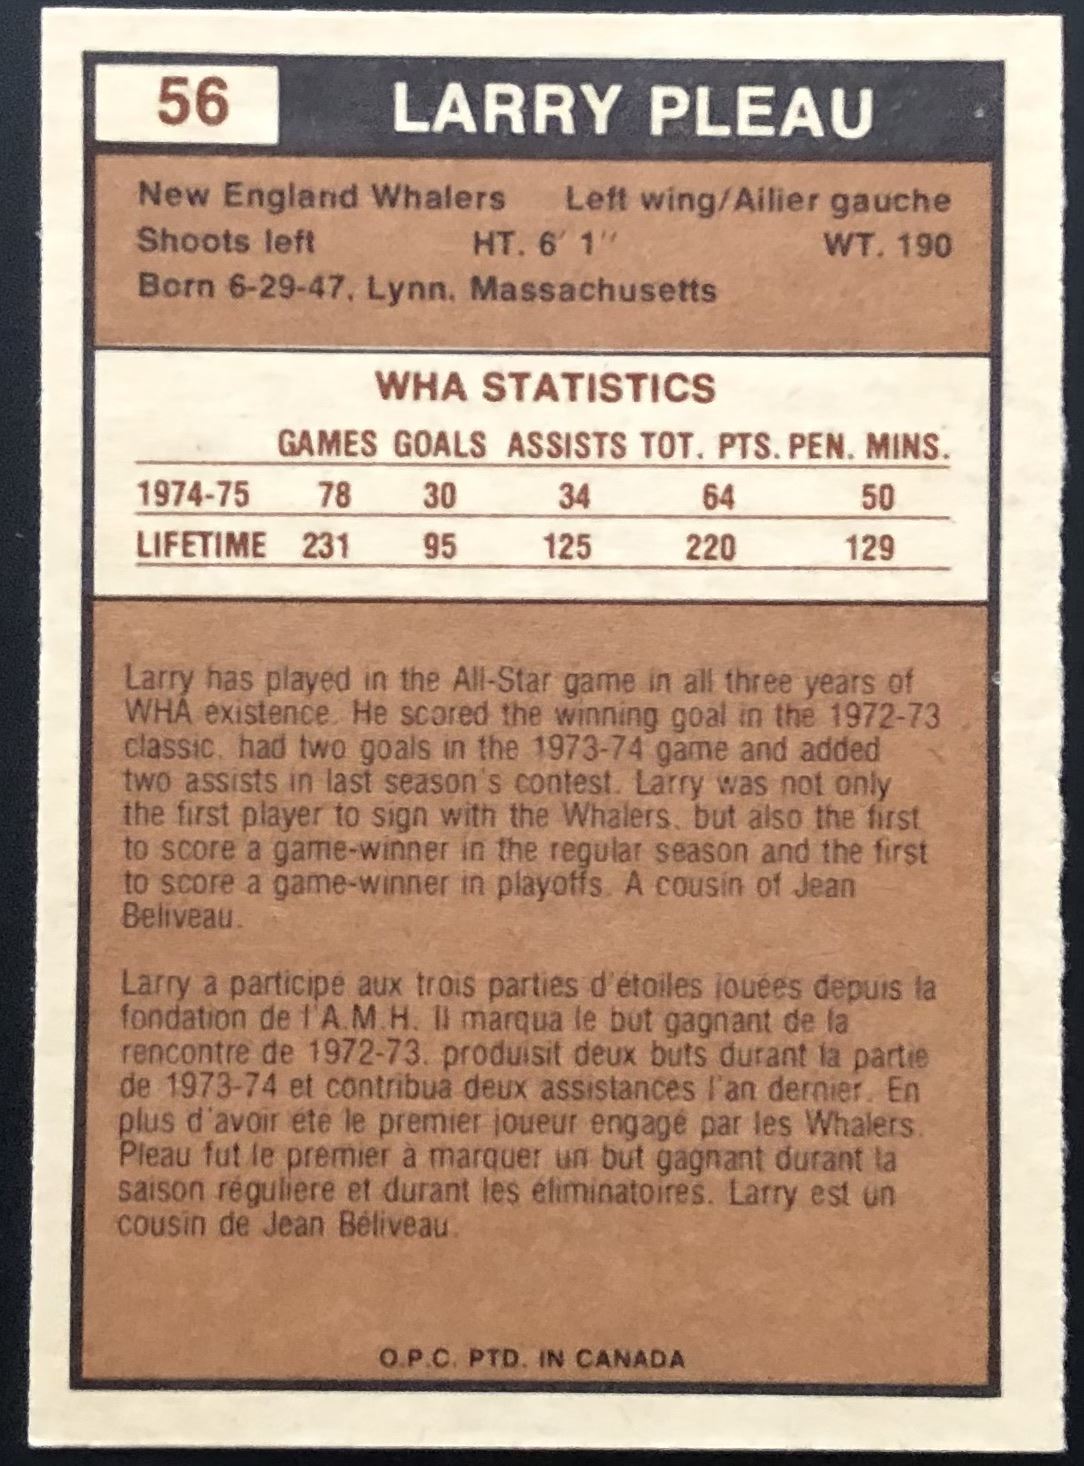 56 LARRY PLEAU
New England Whalers Left wing/Ailier gauche
Shoots left HT. 6' 1" WT. 190
Born 6-29-47, Lynn, Massachusetts
WHA STATISTICS
GAMES GOALS ASSISTS TOT. PTS. PEN. MINS.
1974-75 78 30 34 64 50
LIFETIME 231 95 125 220 129
Larry has played in the All-Star game in all three years of
WHA existence. He scored the winning goal in the 1972-73
classic, had two goals in the 1973-74 game and added
two assists in last season's contest. Larry was not only
the first player to sign with the Whalers, but also the first
to score a game-winner in the regular season and the first
to score a game-winner in playoffs. A cousin of Jean
Beliveau.
Larry a participé aux trois parties d'étoiles jouées depuis la
fondation de l'A.M.H. Il marqua le but gagnant de la
rencontre de 1972-73, produisit deux buts durant la partie
de 1973-74 et contribua deux assistances l'an dernier. En
plus d'avoir été le premier joueur engagé par les Whalers,
Pleau fut le premier à marquer un but gagnant durant la
saison régulière et durant les éliminatoires. Larry est un
cousin de Jean Béliveau.
O.P.C. PTD. IN CANADA